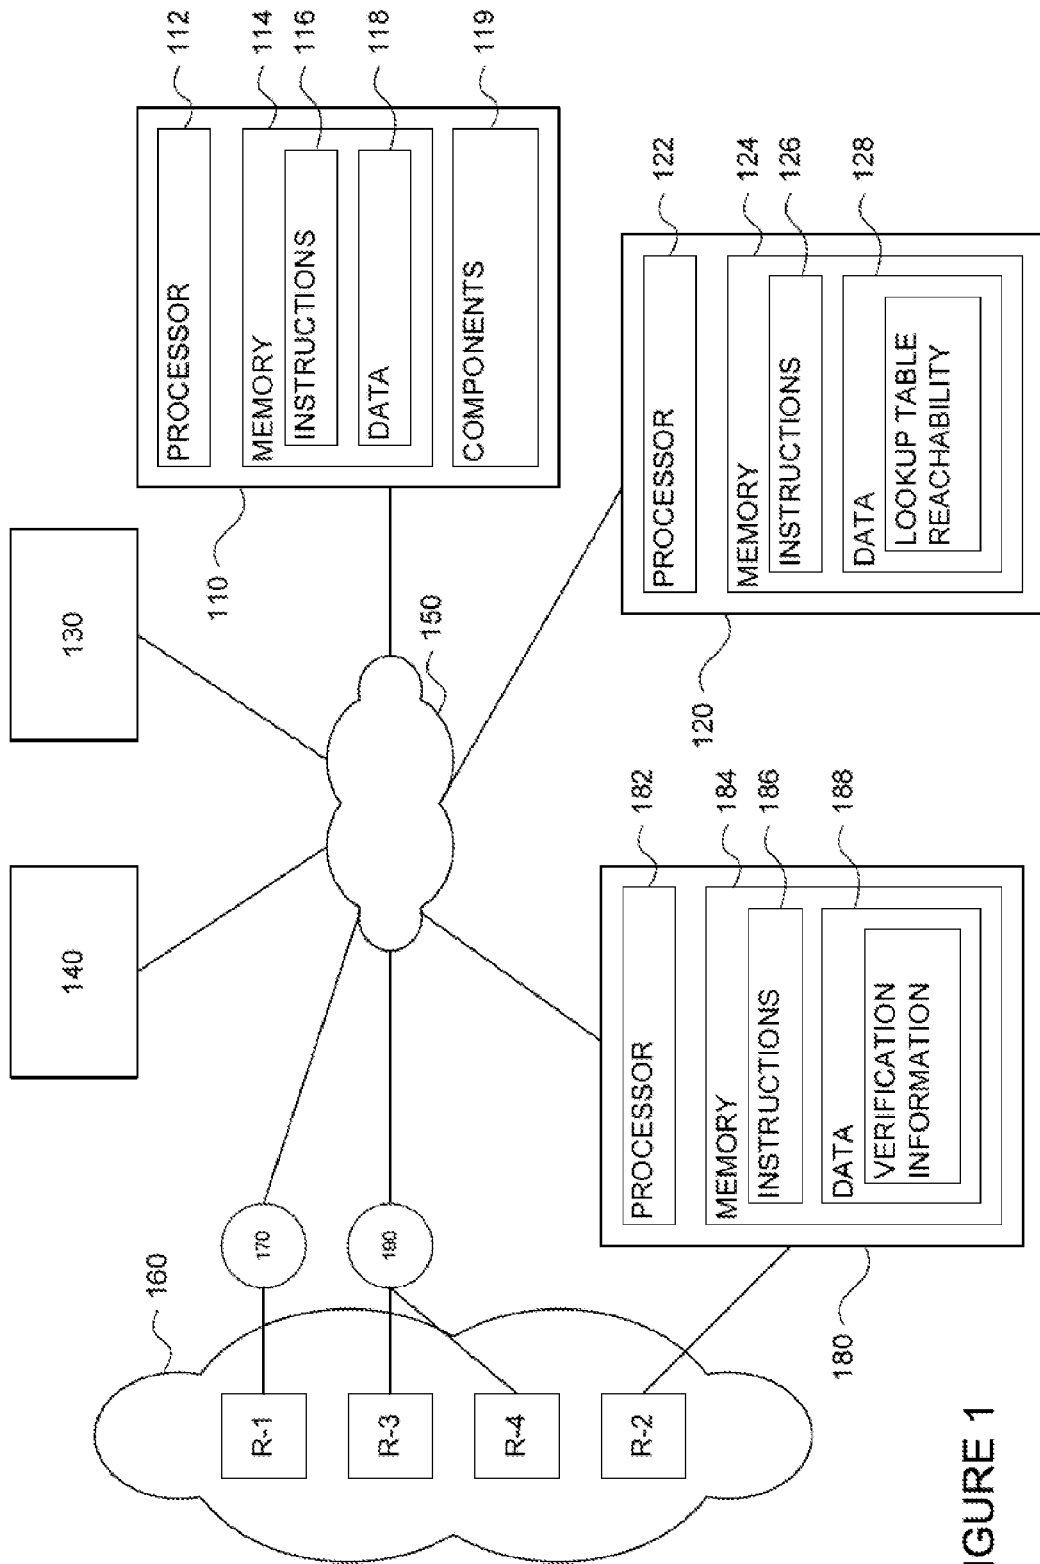 140
130
160
R-1
R-3
R-4
R-2
170
190
150
110
PROCESSOR
112
MEMORY
114
INSTRUCTIONS
116
DATA
118
COMPONENTS
119
180
PROCESSOR
182
MEMORY
184
INSTRUCTIONS
186
DATA
188
VERIFICATION
INFORMATION
120
PROCESSOR
122
MEMORY
124
INSTRUCTIONS
126
DATA
128
LOOKUP TABLE
REACHABILITY
IGURE 1